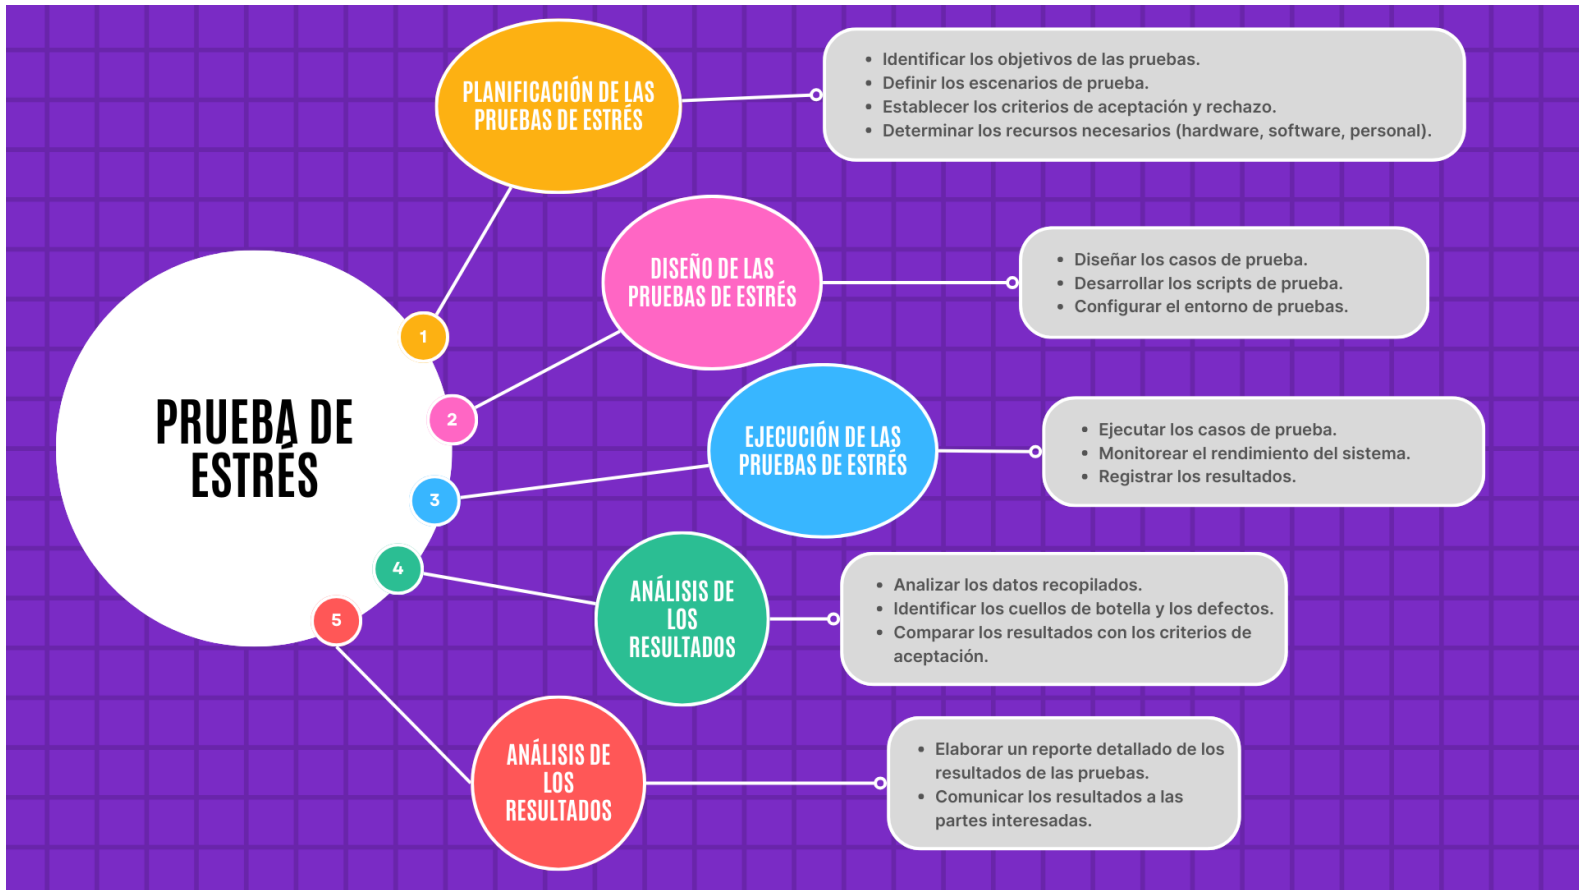 PRUEBA DE
ESTRÉS
1
PLANIFICACIÓN DE LAS
PRUEBAS DE ESTRÉS
• Identificar los objetivos de las pruebas.
• Definir los escenarios de prueba.
• Establecer los criterios de aceptación y rechazo.
• Determinar los recursos necesarios (hardware, software, personal).
2
DISEÑO DE LAS
PRUEBAS DE ESTRÉS
• Diseñar los casos de prueba.
• Desarrollar los scripts de prueba.
• Configurar el entorno de pruebas.
3
EJECUCIÓN DE LAS
PRUEBAS DE ESTRÉS
• Ejecutar los casos de prueba.
• Monitorear el rendimiento del sistema.
• Registrar los resultados.
4
ANÁLISIS DE
LOS
RESULTADOS
• Analizar los datos recopilados.
• Identificar los cuellos de botella y los defectos.
• Comparar los resultados con los criterios de
aceptación.
5
ANÁLISIS DE
LOS
RESULTADOS
• Elaborar un reporte detallado de los
resultados de las pruebas.
• Comunicar los resultados a las
partes interesadas.